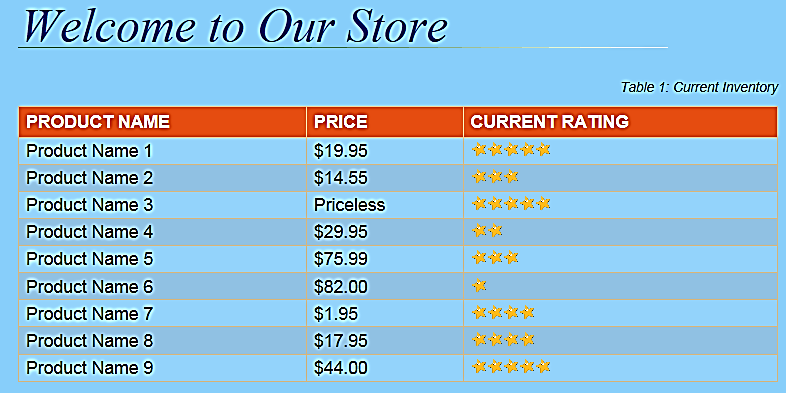 Welcome to Our Store
Table 1: Current Inventory
PRODUCT NAME PRICE CURRENT RATING
Product Name 1 $19.95
Product Name 2 $14.55
Product Name 3 Priceless
Product Name 4 $29.95
Product Name 5 $75.99
Product Name 6 $82.00
Product Name 7 $1.95
Product Name 8 $17.95
Product Name 9 $44.00